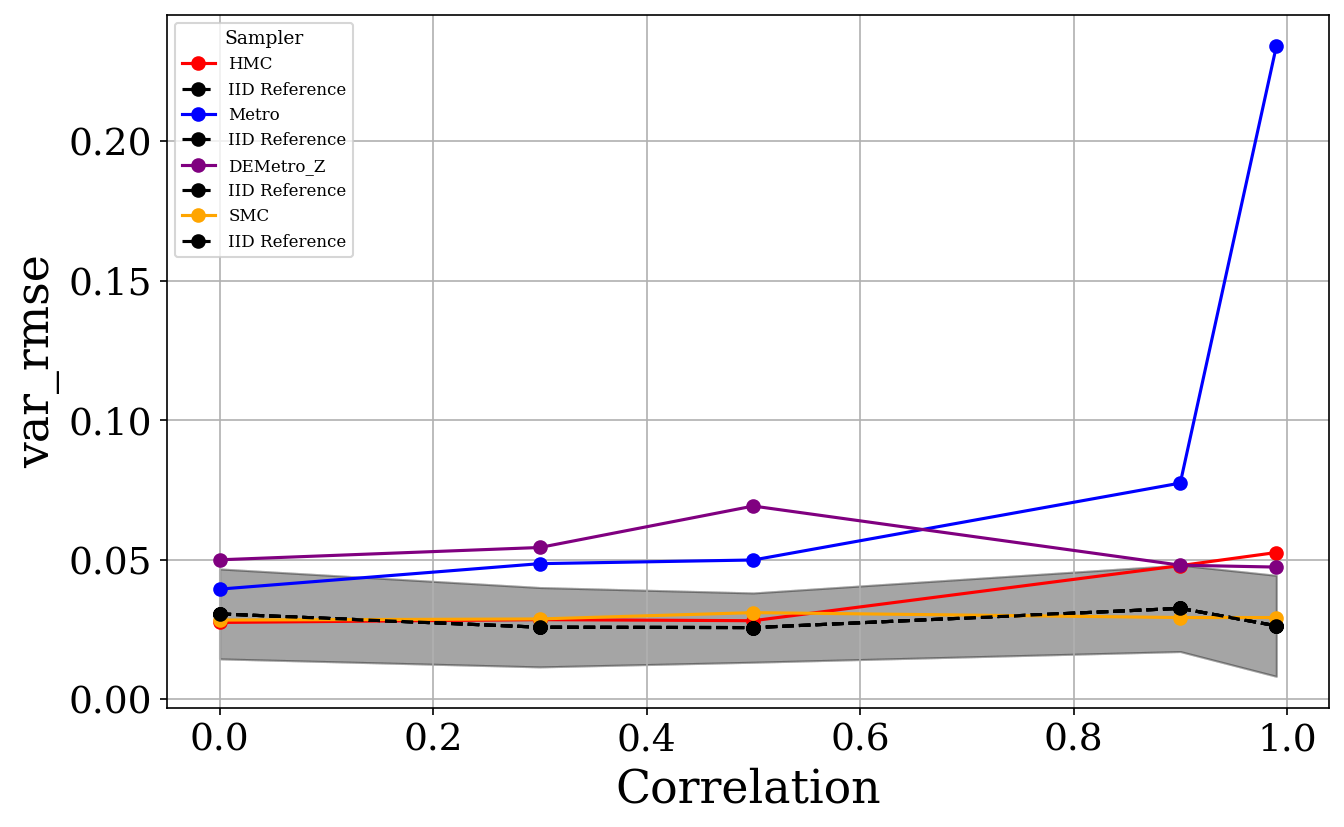 Sampler
HMC
IID Reference
Metro
IID Reference
DEMetro_Z
IID Reference
SMC
IID Reference
var_rmse
0.20
0.15
0.10
0.05
0.00
0.0 0.2 0.4 0.6 0.8 1.0
Correlation